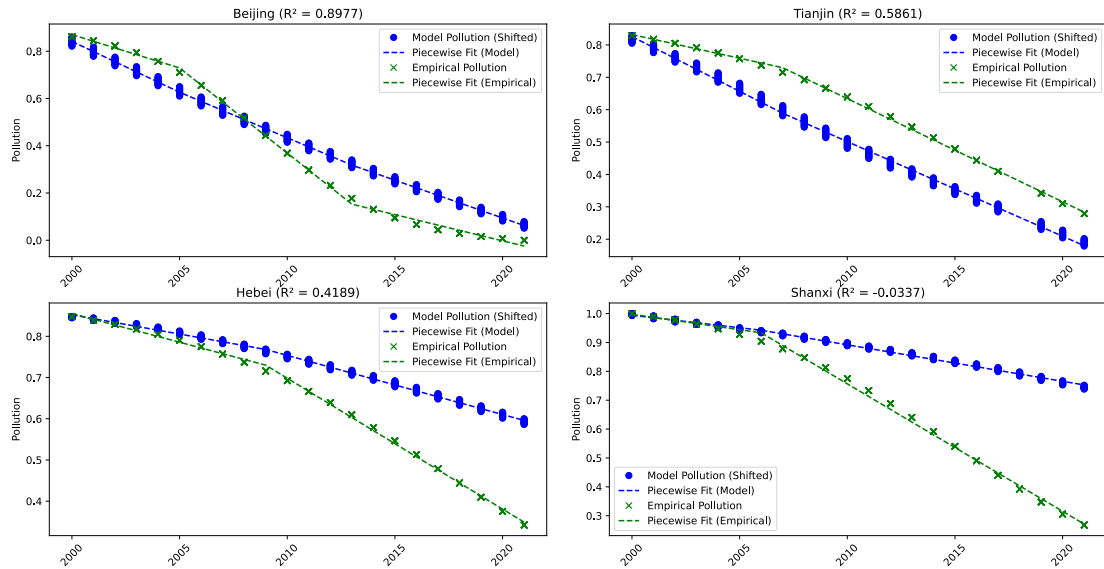 Beijing (R² = 0.8977)
Pollution
0.8
0.6
0.4
0.2
0.0
2000
2005
2010
2015
2020
Model Pollution (Shifted)
Piecewise Fit (Model)
Empirical Pollution
Piecewise Fit (Empirical)
Tianjin (R² = 0.5861)
Pollution
0.8
0.7
0.6
0.5
0.4
0.3
0.2
2000
2005
2010
2015
2020
Model Pollution (Shifted)
Piecewise Fit (Model)
Empirical Pollution
Piecewise Fit (Empirical)
Hebei (R² = 0.4189)
Pollution
0.8
0.7
0.6
0.5
0.4
2000
2005
2010
2015
2020
Model Pollution (Shifted)
Piecewise Fit (Model)
Empirical Pollution
Piecewise Fit (Empirical)
Shanxi (R² = -0.0337)
Pollution
1.0
0.9
0.8
0.7
0.6
0.5
0.4
0.3
2000
2005
2010
2015
2020
Model Pollution (Shifted)
Piecewise Fit (Model)
Empirical Pollution
Piecewise Fit (Empirical)